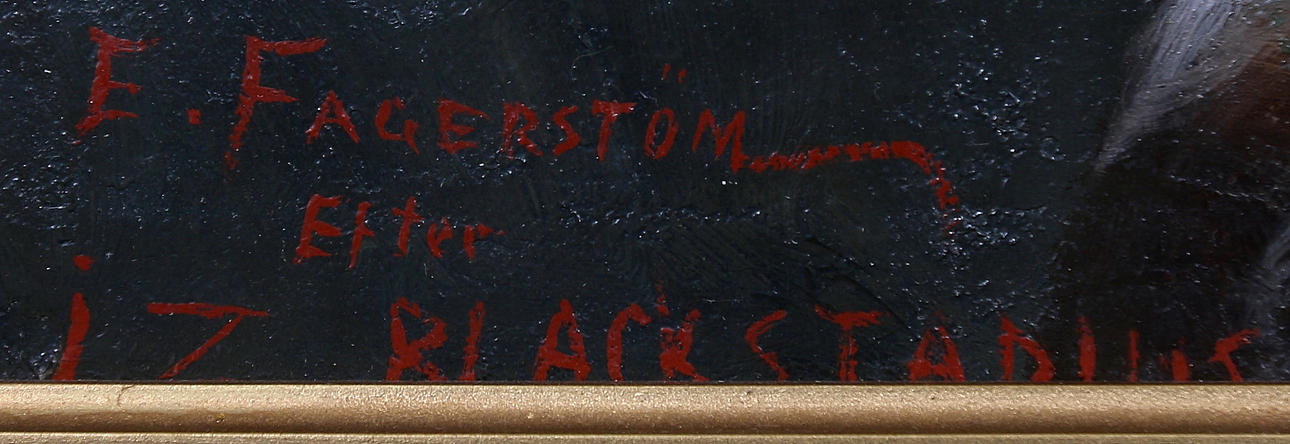 E. FAGERSTÖM
Efter
j. Z BLACKSTADIUS